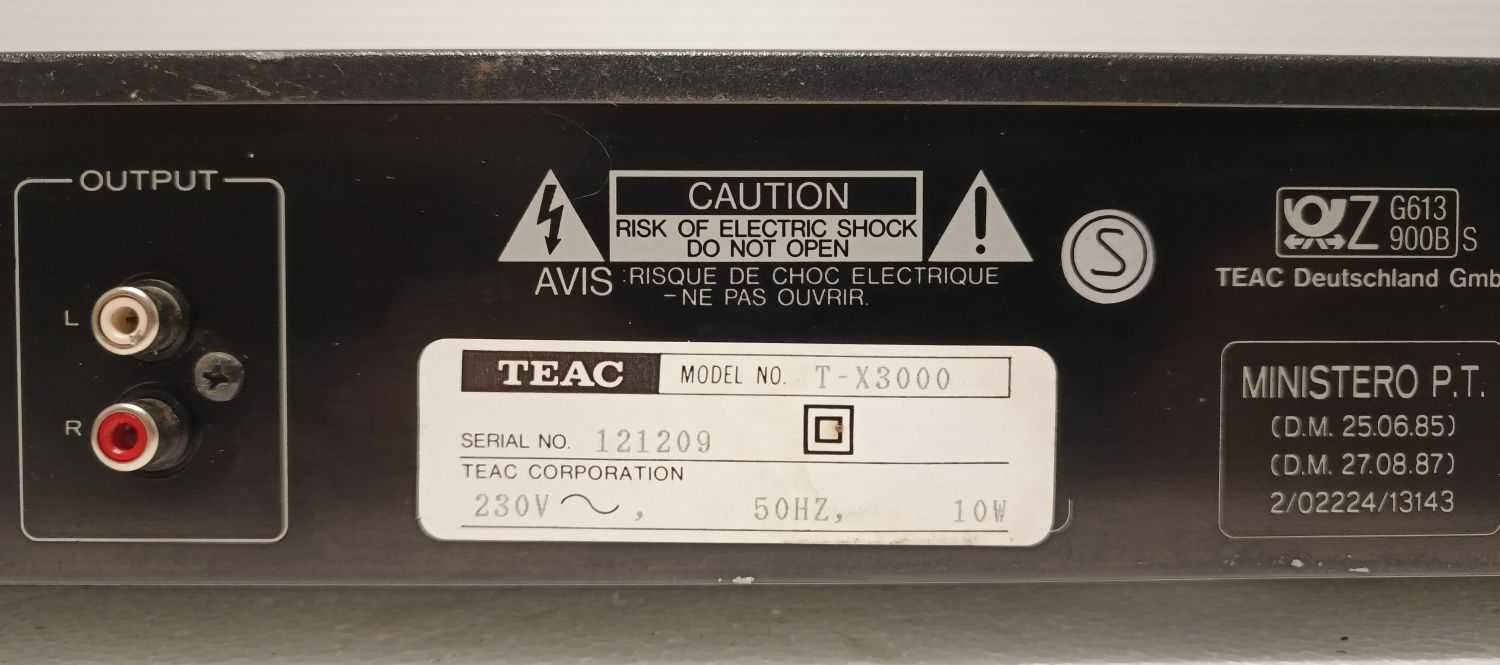 OUTPUT
L
R
CAUTION
RISK OF ELECTRIC SHOCK
DO NOT OPEN
AVIS : RISQUE DE CHOC ELECTRIQUE
- NE PAS OUVRIR.
S
Z G613
900B S
TEAC Deutschland Gmb
TEAC MODEL NO. T-X3000
SERIAL NO. 121209
TEAC CORPORATION
230V ~, 50HZ, 10W
MINISTERO P.T.
(D.M. 25.06.85)
(D.M. 27.08.87)
2/02224/13143